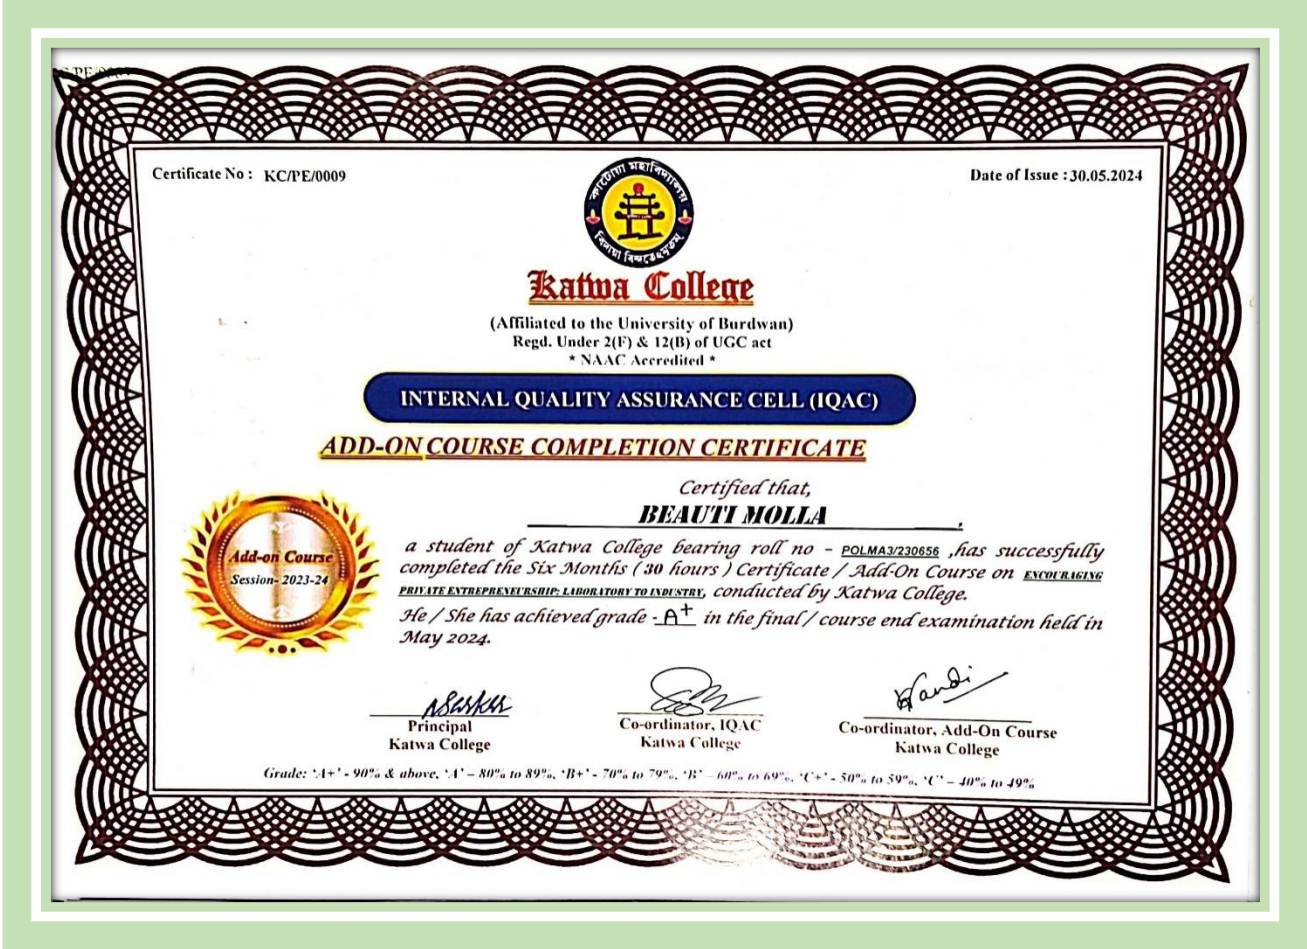 Certificate No : KC/PE/0009
Date of Issue : 30.05.2024
কাটোয়া মহাবিদ্যালয়
Katwa College
(Affiliated to the University of Burdwan)
Regd. Under 2(F) & 12(B) of UGC act
* NAAC Accredited *
INTERNAL QUALITY ASSURANCE CELL (IQAC)
ADD-ON COURSE COMPLETION CERTIFICATE
Certified that,
BEAUTI MOLLA ,
Add-on Course
Session- 2023-24
a student of Katwa College bearing roll no - POLMA3/230656 ,has successfully
completed the Six Months ( 30 hours ) Certificate / Add-On Course on ENCOURAGING
PRIVATE ENTREPRENEURSHIP: LABORATORY TO INDUSTRY, conducted by Katwa College.
He / She has achieved grade - A+ in the final / course end examination held in
May 2024.
Principal
Katwa College
Co-ordinator, IQAC
Katwa College
Co-ordinator, Add-On Course
Katwa College
Grade: 'A+' - 90% & above, 'A' – 80% to 89%, 'B+' - 70% to 79%, 'B' – 60% to 69%, 'C+' - 50% to 59%, 'C' – 40% to 49%